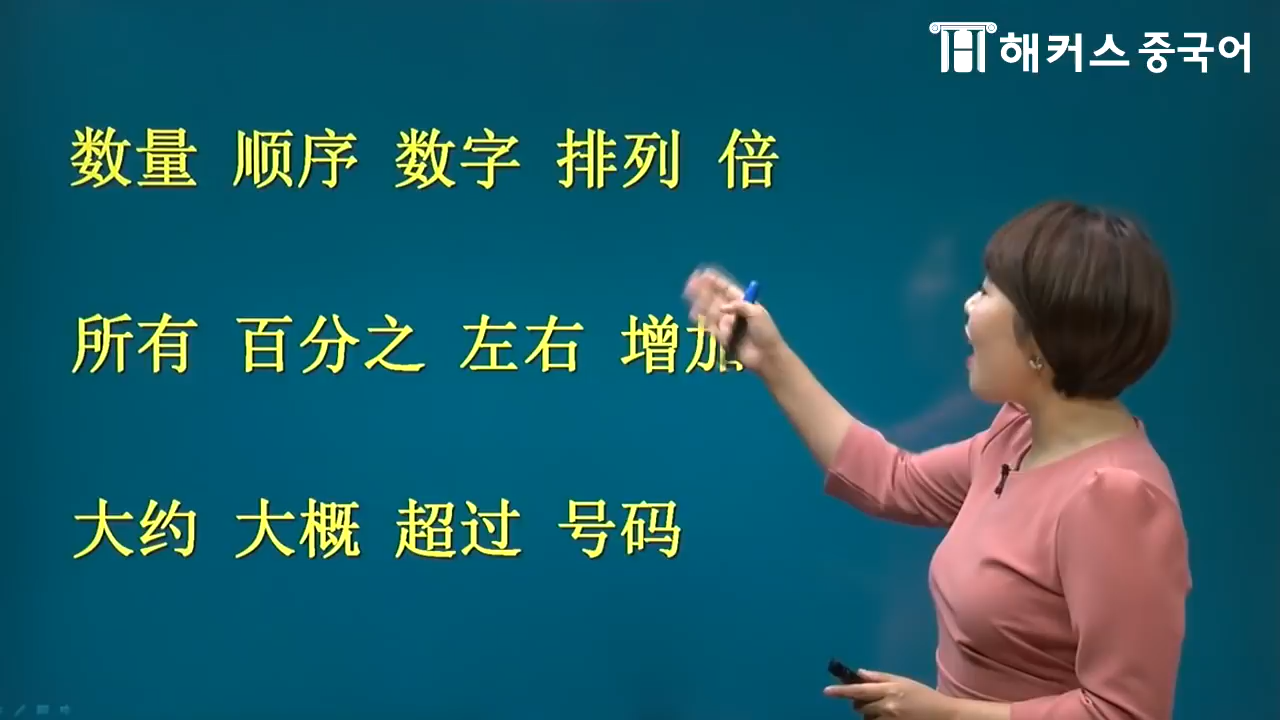 해커스 중국어
数量 顺序 数字 排列 倍
所有 百分之 左右 增加
大约 大概 超过 号码